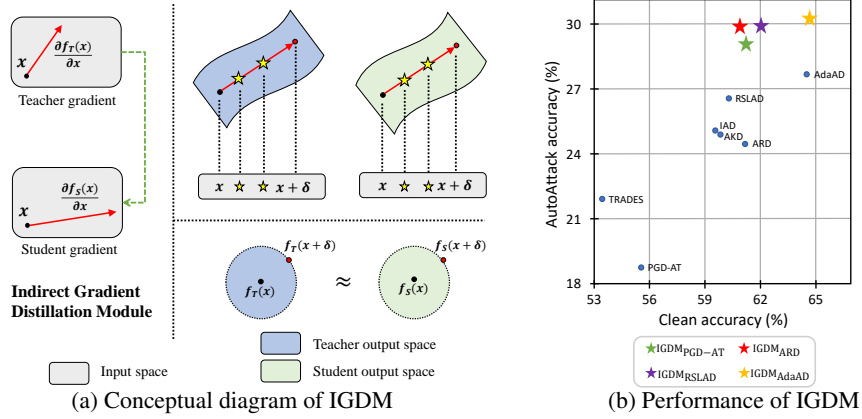 x
∂f_T(x)
∂x
Teacher gradient
∂f_S(x)
∂x
x
Student gradient
Indirect Gradient
Distillation Module
x x + δ
x x + δ
f_T(x + δ)
f_T(x)
≈
f_S(x + δ)
f_S(x)
Input space
Teacher output space
Student output space
(a) Conceptual diagram of IGDM
AutoAttack accuracy (%)
30
27
24
21
18
AdaAD
RSLAD
IAD
AKD
ARD
TRADES
PGD-AT
53 56 59 62 65
Clean accuracy (%)
IGDM_PGD−AT IGDM_ARD
IGDM_RSLAD IGDM_AdaAD
(b) Performance of IGDM